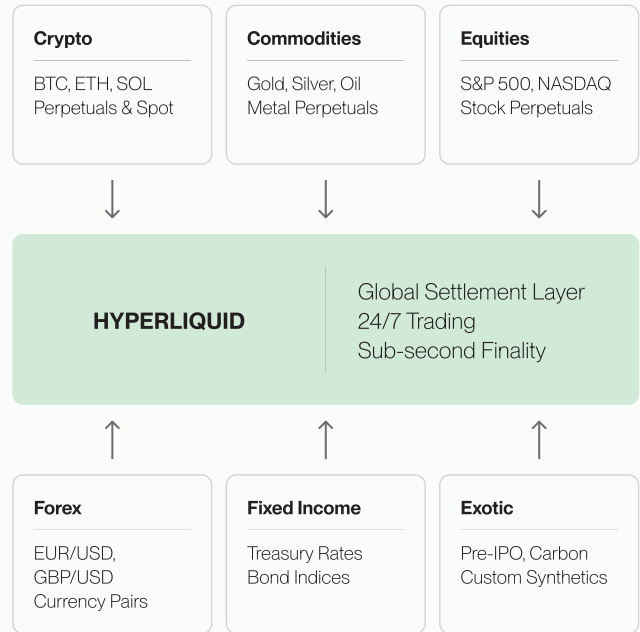 Crypto
BTC, ETH, SOL
Perpetuals & Spot
Commodities
Gold, Silver, Oil
Metal Perpetuals
Equities
S&P 500, NASDAQ
Stock Perpetuals
HYPERLIQUID
Global Settlement Layer
24/7 Trading
Sub-second Finality
Forex
EUR/USD,
GBP/USD
Currency Pairs
Fixed Income
Treasury Rates
Bond Indices
Exotic
Pre-IPO, Carbon
Custom Synthetics